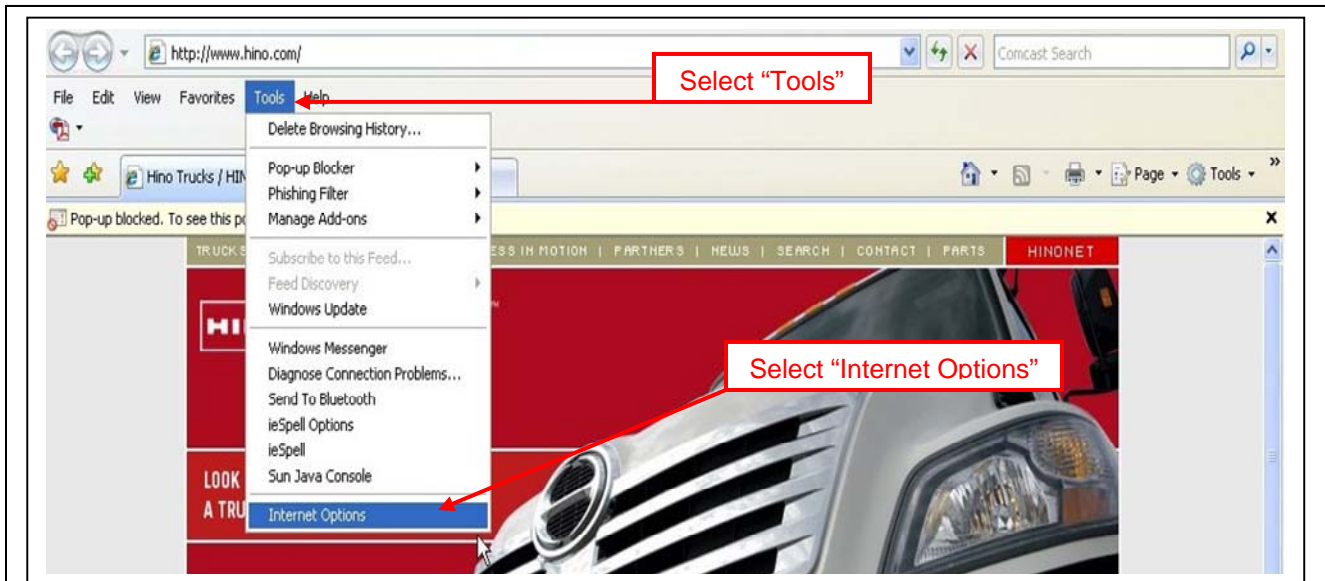 http://www.hino.com/
Comcast Search
Select “Tools”
File Edit View Favorites Tools Help
Delete Browsing History...
Hino Trucks / HIN
Pop-up Blocker
Page Tools »
Phishing Filter
Pop-up blocked. To see this po
Manage Add-ons
TRUCKS
ESS IN MOTION | PARTNERS | NEWS | SEARCH | CONTACT | PARTS
HINONET
Subscribe to this Feed...
Feed Discovery
Windows Update
HI
Windows Messenger
Select “Internet Options”
Diagnose Connection Problems...
Send To Bluetooth
ieSpell Options
ieSpell
LOOK
Sun Java Console
A TRU
Internet Options